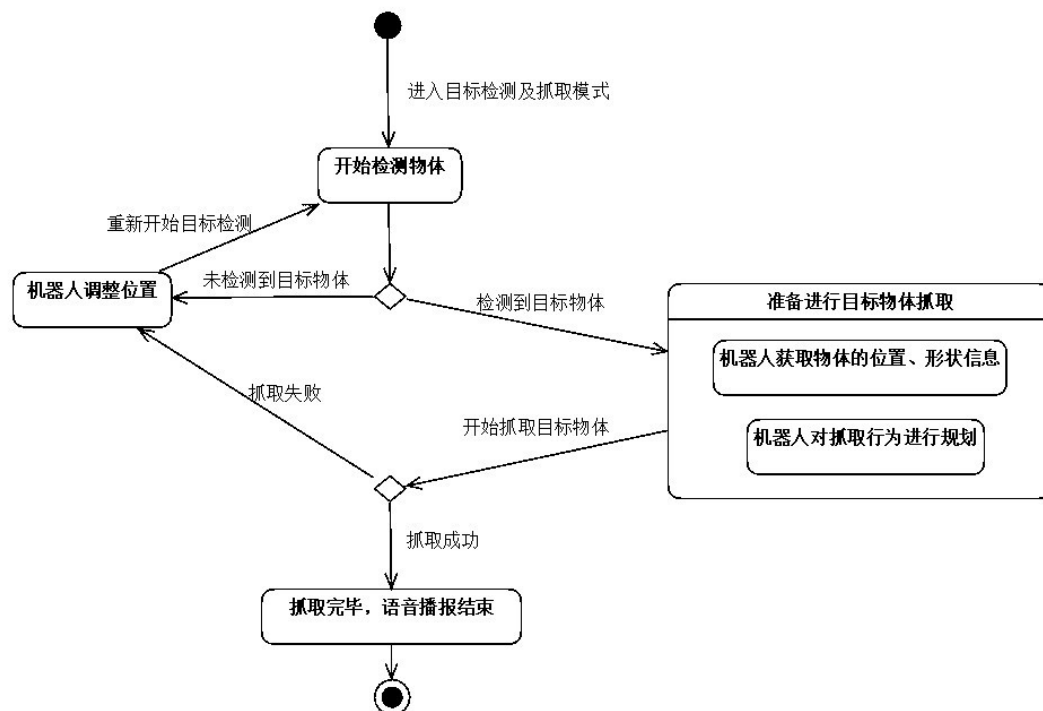 进入目标检测及抓取模式
开始检测物体
重新开始目标检测
机器人调整位置
未检测到目标物体
检测到目标物体
准备进行目标物体抓取
机器人获取物体的位置、形状信息
抓取失败
开始抓取目标物体
机器人对抓取行为进行规划
抓取成功
抓取完毕，语音播报结束